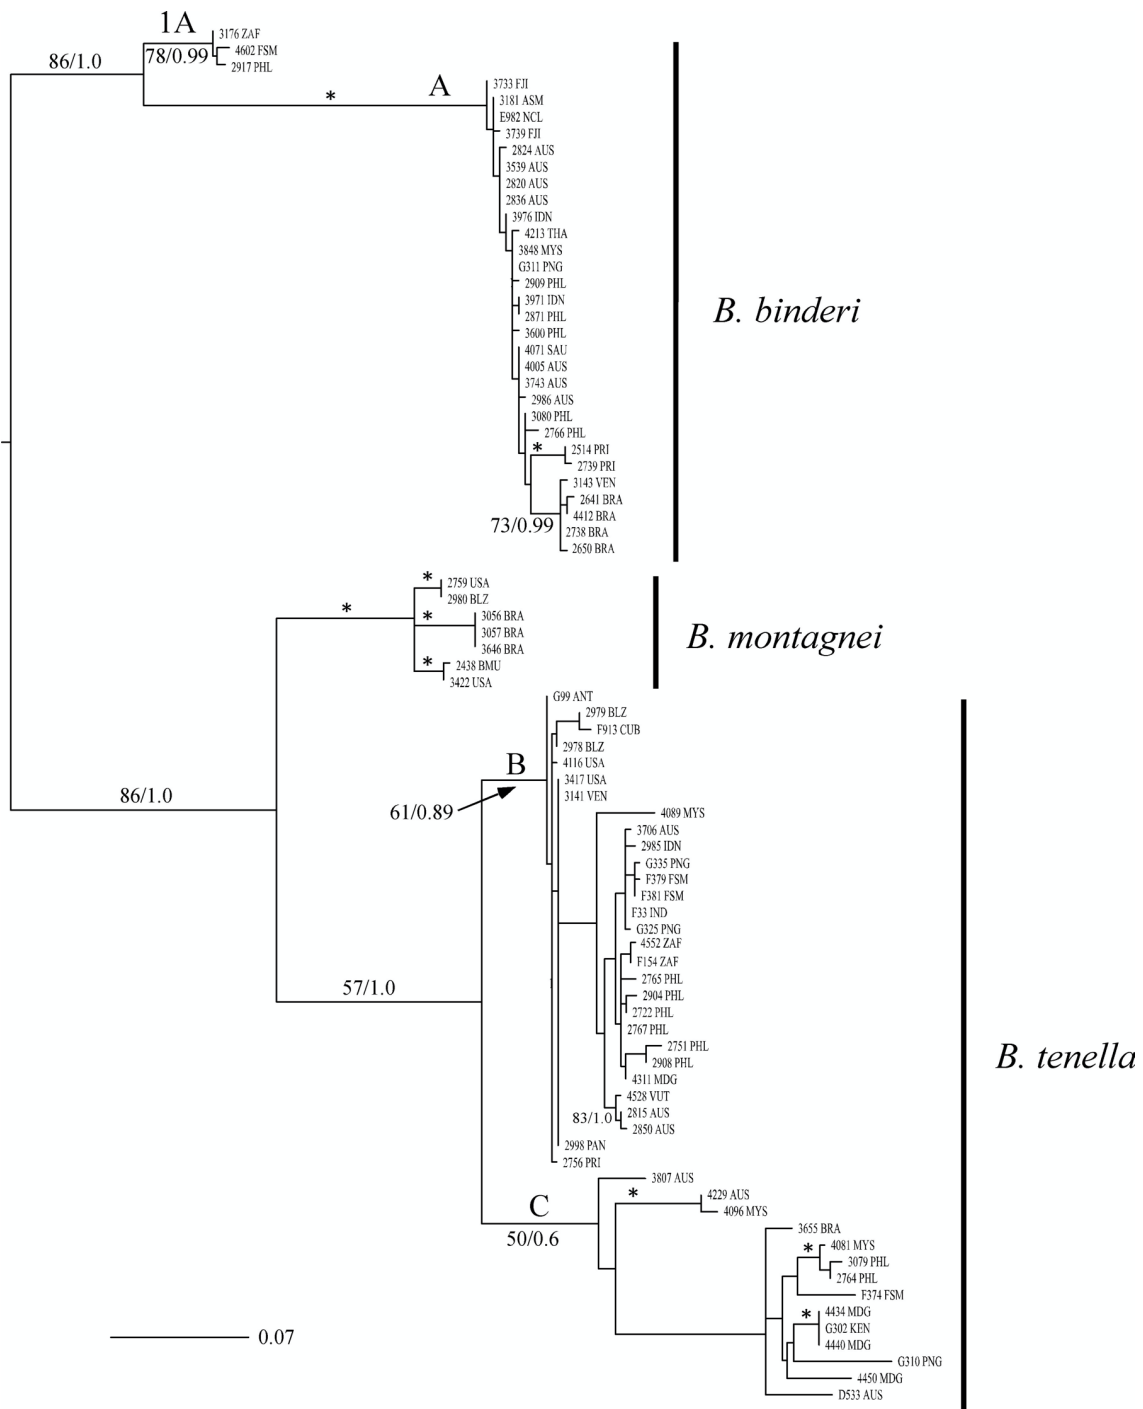 1A
3176 ZAF
4602 FSM
86/1.0
78/0.99
2917 PHL
3733 FJI
A
*
3181 ASM
E982 NCL
3739 FJI
2824 AUS
3539 AUS
2820 AUS
2836 AUS
3976 IDN
4213 THA
3848 MYS
G311 PNG
2909 PHL
3971 IDN
B. binderi
2871 PHL
3600 PHL
4071 SAU
4005 AUS
3743 AUS
2986 AUS
3080 PHL
2766 PHL
*
2514 PRI
2739 PRI
3143 VEN
2641 BRA
4412 BRA
73/0.99
2738 BRA
2650 BRA
*
2759 USA
2980 BLZ
*
*
3056 BRA
3057 BRA
B. montagnei
3646 BRA
*
2438 BMU
3422 USA
G99 ANT
2979 BLZ
F913 CUB
2978 BLZ
B
4116 USA
3417 USA
86/1.0
3141 VEN
61/0.89
4089 MYS
3706 AUS
2985 IDN
G335 PNG
F379 FSM
F381 FSM
F33 IND
G325 PNG
4552 ZAF
F154 ZAF
2765 PHL
57/1.0
2904 PHL
2722 PHL
2767 PHL
2751 PHL
B. tenella
2908 PHL
4311 MDG
4528 VUT
83/1.0
2815 AUS
2850 AUS
2998 PAN
2756 PRI
3807 AUS
*
4229 AUS
C
4096 MYS
50/0.6
3655 BRA
*
4081 MYS
3079 PHL
2764 PHL
F374 FSM
*
4434 MDG
G302 KEN
0.07
4440 MDG
G310 PNG
4450 MDG
D533 AUS